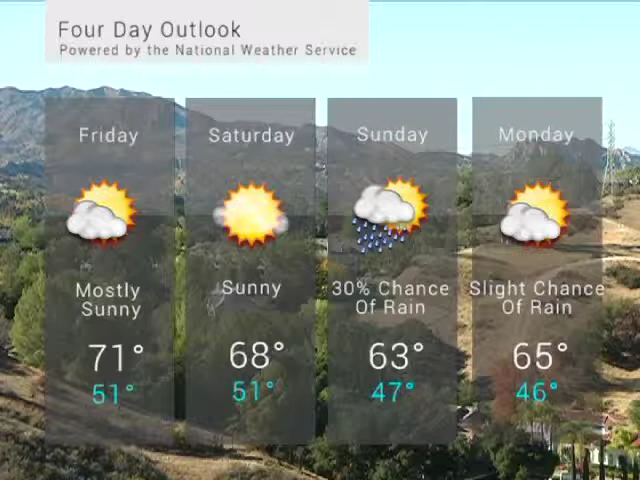 Four Day Outlook
Powered by the National Weather Service
Friday
Mostly
Sunny
71°
51°
Saturday
Sunny
68°
51°
Sunday
30% Chance
Of Rain
63°
47°
Monday
Slight Chance
Of Rain
65°
46°